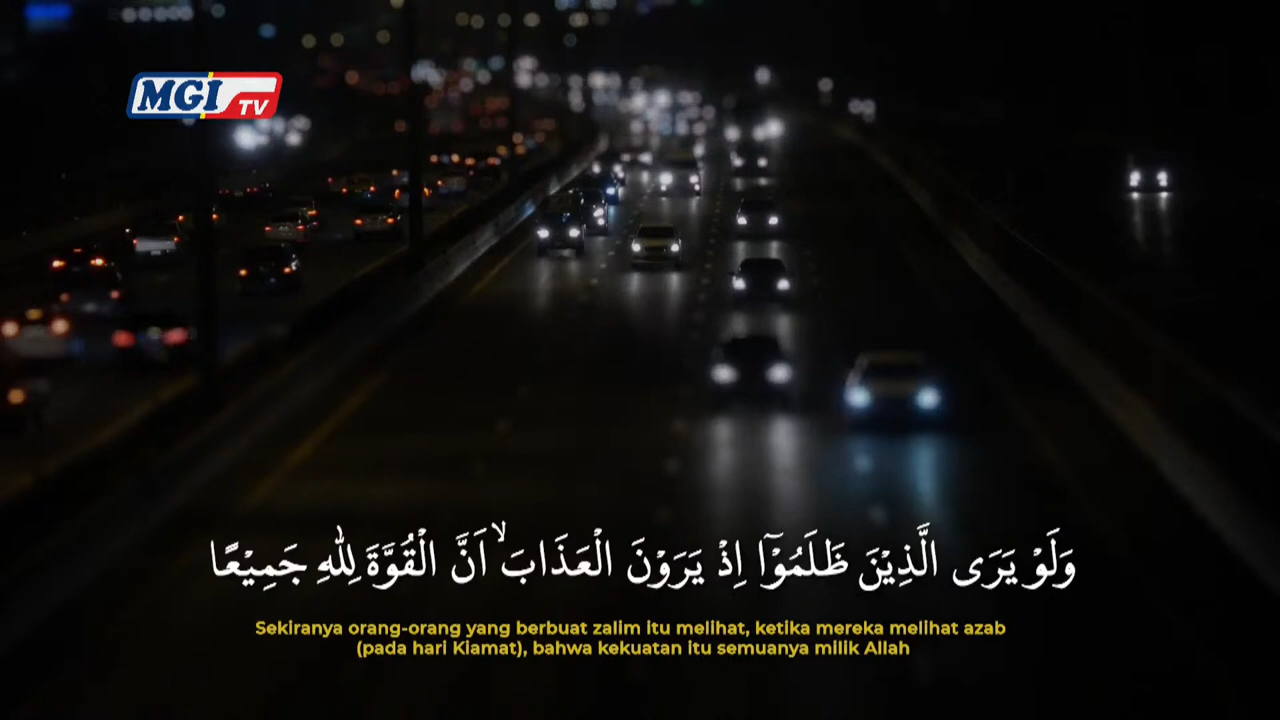 MGI TV
وَلَوْ يَرَى الَّذِيْنَ ظَلَمُوْٓا اِذْ يَرَوْنَ الْعَذَابَۙ اَنَّ الْقُوَّةَ لِلّٰهِ جَمِيْعًا
Sekiranya orang-orang yang berbuat zalim itu melihat, ketika mereka melihat azab
(pada hari Kiamat), bahwa kekuatan itu semuanya milik Allah